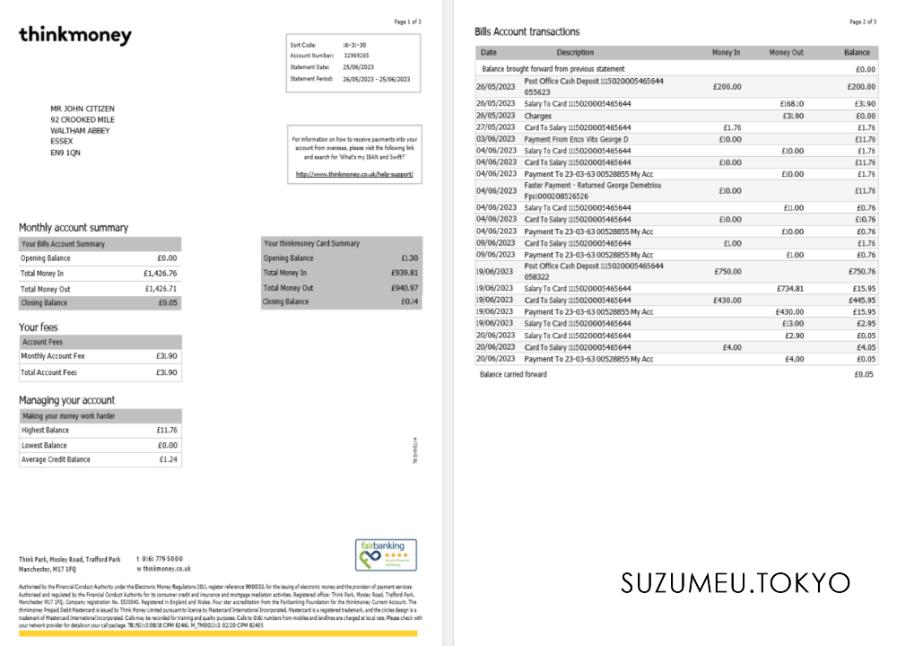 Page 1 of 3
thinkmoney
Sort Code: 16-31-30
Account Number: 32969265
Statement Date: 25/06/2023
Statement Period: 26/05/2023 - 25/06/2023
MR JOHN CITIZEN
92 CROOKED MILE
WALTHAM ABBEY
ESSEX
EN9 1QN
For information on how to receive payments into your
account from overseas, please visit the following link
and search for 'What's my IBAN and Swift?'
http://www.thinkmoney.co.uk/help-support/
Monthly account summary
Your Bills Account Summary
Opening Balance £0.00
Total Money In £1,426.76
Total Money Out £1,426.71
Closing Balance £0.05
Your thinkmoney Card Summary
Opening Balance £1.30
Total Money In £939.81
Total Money Out £940.97
Closing Balance £0.14
Your fees
Account Fees
Monthly Account Fee £31.90
Total Account Fees £31.90
Managing your account
Making your money work harder
Highest Balance £11.76
Lowest Balance £0.00
Average Credit Balance £1.24
Think Park, Mosley Road, Trafford Park
Manchester, M17 1FQ
t 0161 779 5000
w thinkmoney.co.uk
fairbanking
Authorised by the Financial Conduct Authority under the Electronic Money Regulations 2011, register reference 900033, for the issuing of electronic money and the provision of payment services.
Authorised and regulated by the Financial Conduct Authority for its consumer credit and insurance and mortgage mediation activities. Registered office: Think Park, Mosley Road, Trafford Park,
Manchester M17 1FQ. Company registration no. Registered in England and Wales. Four star accreditation from the Fairbanking Foundation for the thinkmoney Current Account. The
thinkmoney Prepaid Debit Mastercard is issued by Think Money Limited pursuant to licence by Mastercard International Incorporated. Mastercard is a registered trademark, and the circles design is a
trademark of Mastercard International Incorporated. Calls may be recorded for training and quality purposes. Calls to 0161 numbers from mobiles and landlines are charged at local rate. Please check with
your network provider for details on your call package.
Page 2 of 3
Bills Account transactions
Date Description Money In Money Out Balance
Balance brought forward from previous statement £0.00
26/05/2023 Post Office Cash Deposit 1115020005465644
055623 £200.00 £200.00
26/05/2023 Salary To Card 1115020005465644 £168.10 £31.90
26/05/2023 Charges £31.90 £0.00
27/05/2023 Card To Salary 1115020005465644 £1.76 £1.76
03/06/2023 Payment From Enzo Vito George D £10.00 £11.76
04/06/2023 Salary To Card 1115020005465644 £10.00 £1.76
04/06/2023 Card To Salary 1115020005465644 £10.00 £11.76
04/06/2023 Payment To 23-03-63 00528855 My Acc £10.00 £1.76
04/06/2023 Faster Payment - Returned George Demetriou
Fps1000208526526 £10.00 £11.76
04/06/2023 Salary To Card 1115020005465644 £11.00 £0.76
04/06/2023 Card To Salary 1115020005465644 £10.00 £10.76
04/06/2023 Payment To 23-03-63 00528855 My Acc £10.00 £0.76
09/06/2023 Card To Salary 1115020005465644 £1.00 £1.76
09/06/2023 Payment To 23-03-63 00528855 My Acc £1.00 £0.76
19/06/2023 Post Office Cash Deposit 1115020005465644
058322 £750.00 £750.76
19/06/2023 Salary To Card 1115020005465644 £734.81 £15.95
19/06/2023 Card To Salary 1115020005465644 £430.00 £445.95
19/06/2023 Payment To 23-03-63 00528855 My Acc £430.00 £15.95
19/06/2023 Salary To Card 1115020005465644 £13.00 £2.95
20/06/2023 Salary To Card 1115020005465644 £2.90 £0.05
20/06/2023 Card To Salary 1115020005465644 £4.00 £4.05
20/06/2023 Payment To 23-03-63 00528855 My Acc £4.00 £0.05
Balance carried forward £0.05
SUZUMEU.TOKYO